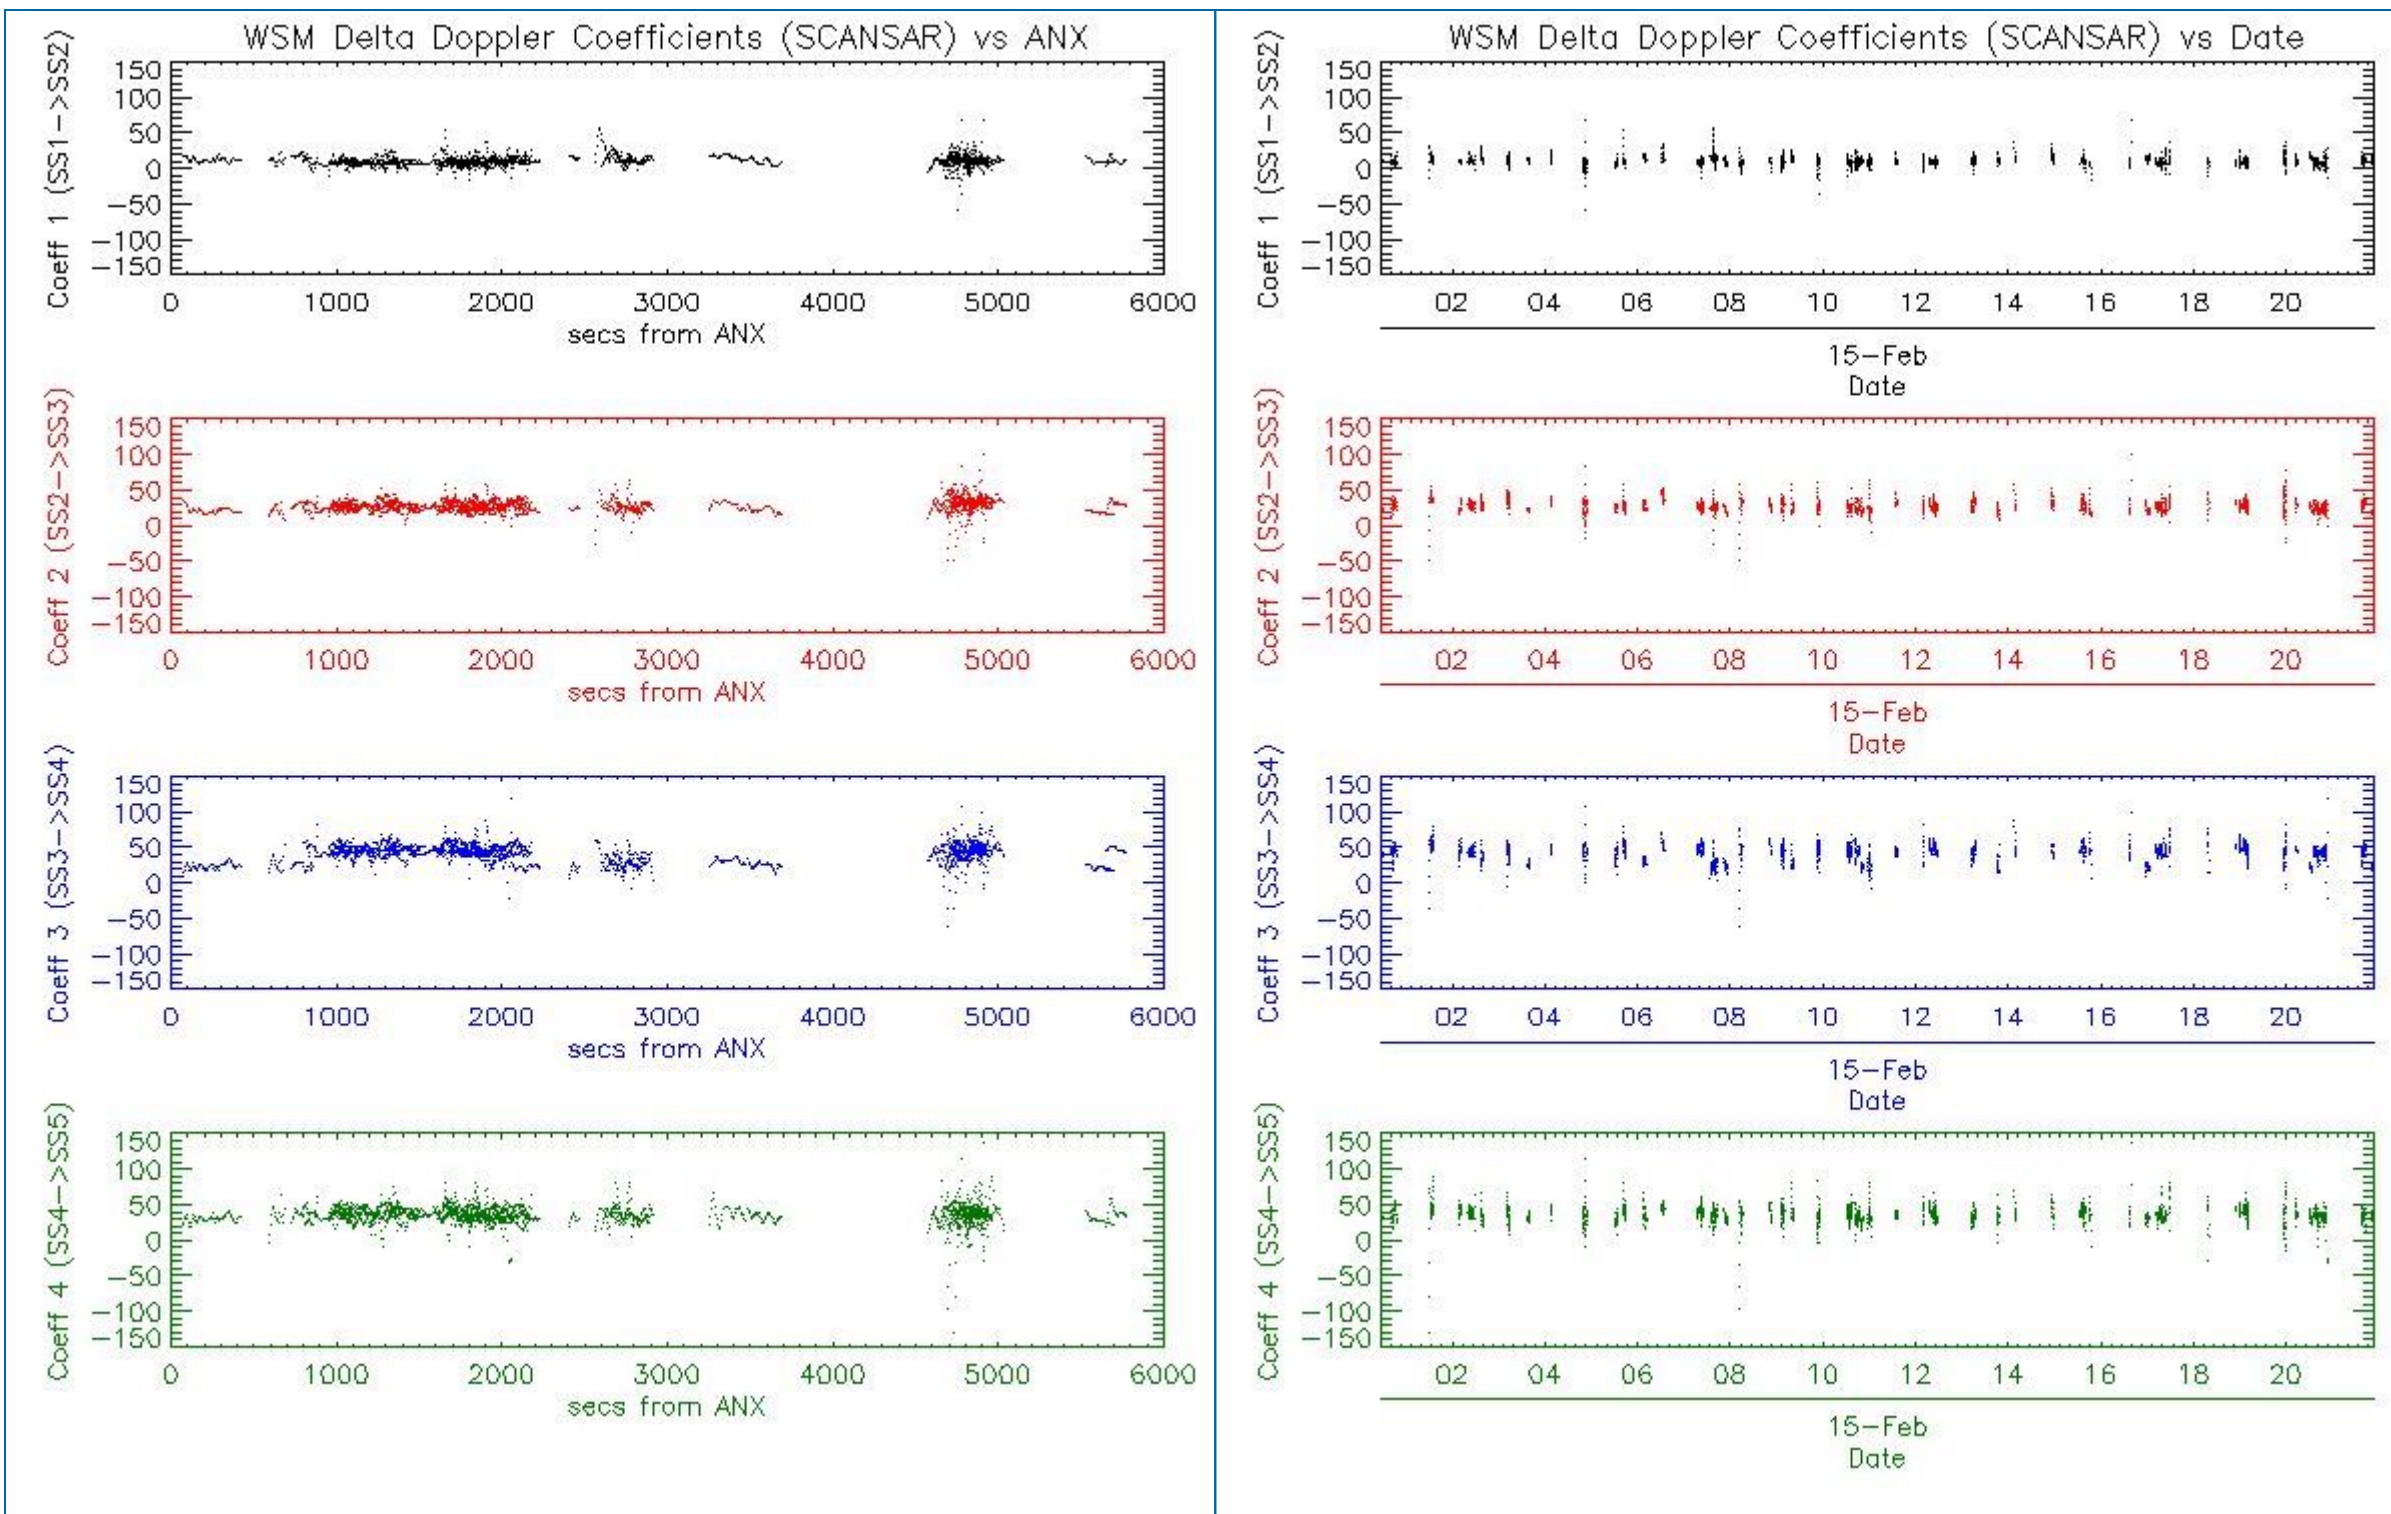 WSM Delta Doppler Coefficients (SCANSAR) vs ANX
Coeff 1 (SS1->SS2)
150
100
50
0
-50
-100
-150
0 1000 2000 3000 4000 5000 6000
secs from ANX
Coeff 2 (SS2->SS3)
150
100
50
0
-50
-100
-150
0 1000 2000 3000 4000 5000 6000
secs from ANX
Coeff 3 (SS3->SS4)
150
100
50
0
-50
-100
-150
0 1000 2000 3000 4000 5000 6000
secs from ANX
Coeff 4 (SS4->SS5)
150
100
50
0
-50
-100
-150
0 1000 2000 3000 4000 5000 6000
secs from ANX
WSM Delta Doppler Coefficients (SCANSAR) vs Date
Coeff 1 (SS1->SS2)
150
100
50
0
-50
-100
-150
02 04 06 08 10 12 14 16 18 20
15-Feb
Date
Coeff 2 (SS2->SS3)
150
100
50
0
-50
-100
-150
02 04 06 08 10 12 14 16 18 20
15-Feb
Date
Coeff 3 (SS3->SS4)
150
100
50
0
-50
-100
-150
02 04 06 08 10 12 14 16 18 20
15-Feb
Date
Coeff 4 (SS4->SS5)
150
100
50
0
-50
-100
-150
02 04 06 08 10 12 14 16 18 20
15-Feb
Date